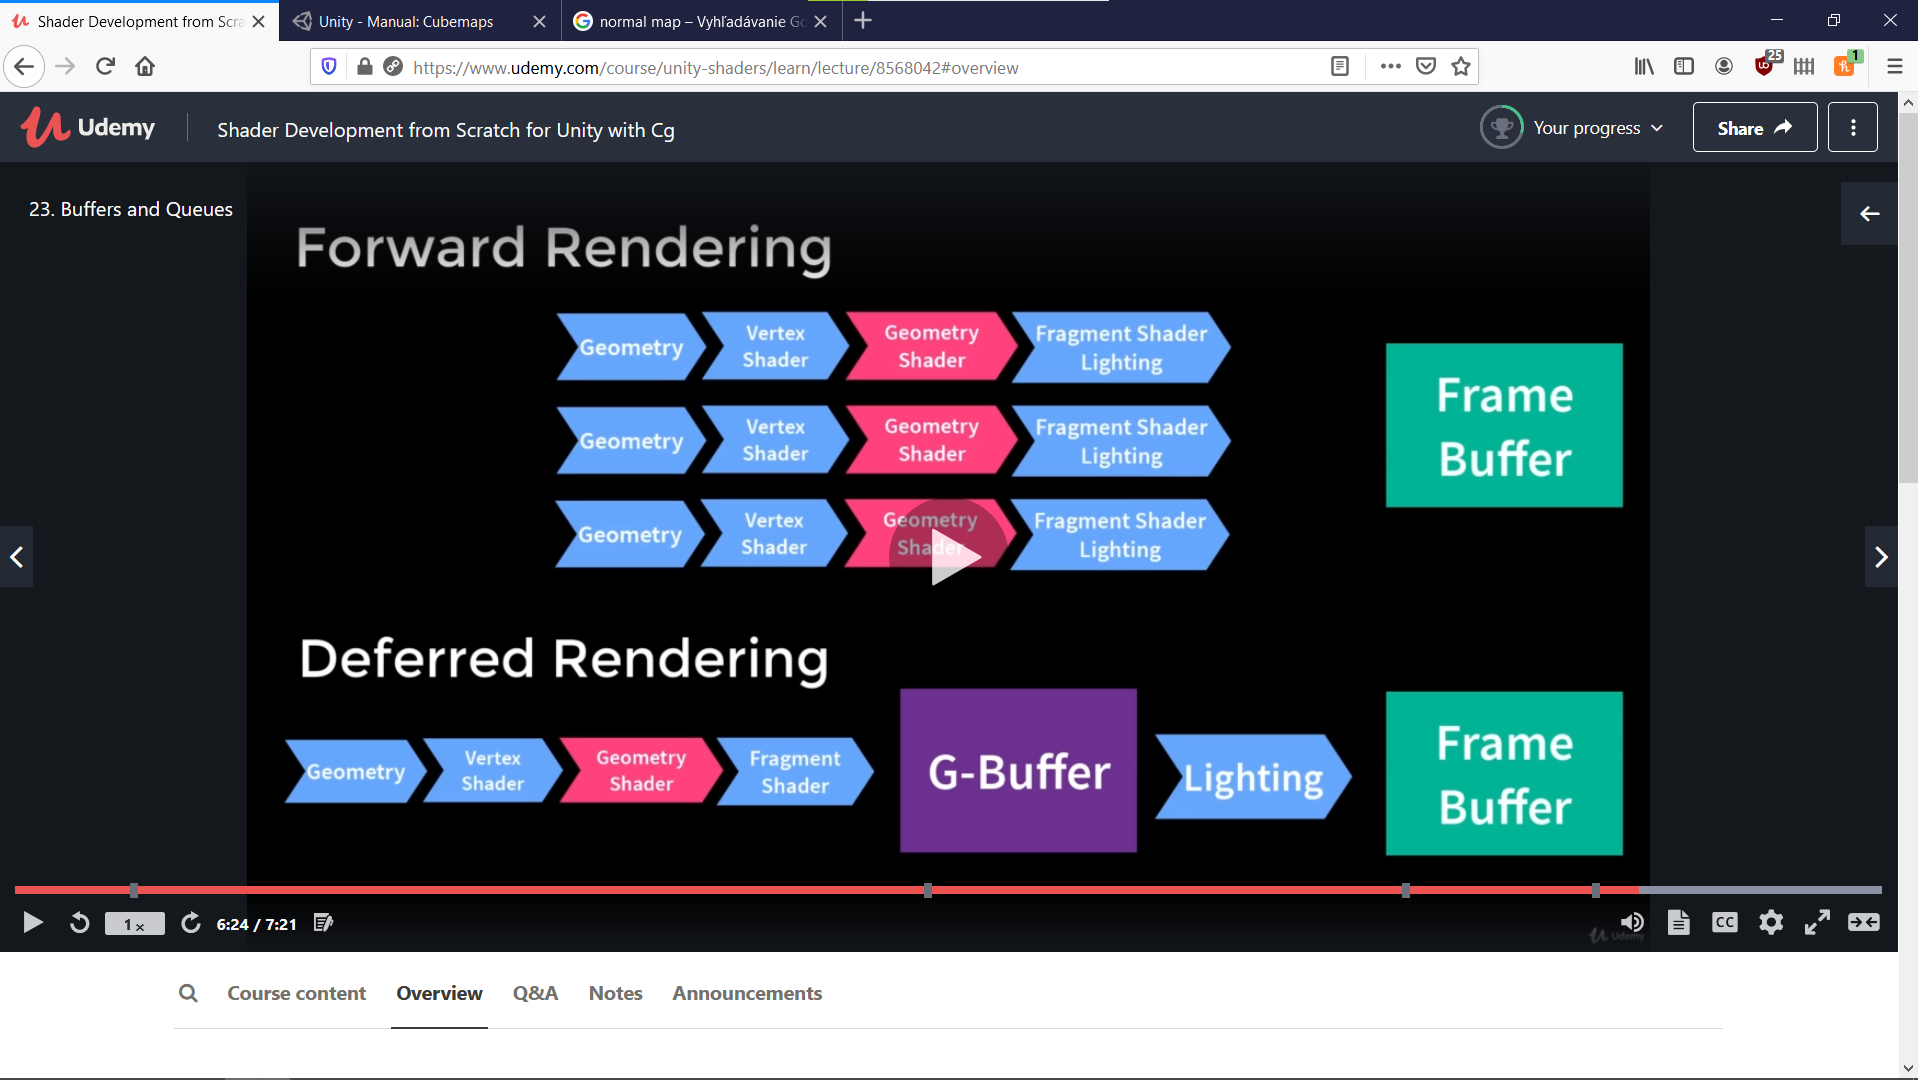 Shader Development from Scra
Unity - Manual: Cubemaps
normal map – Vyhľadávanie Go
https://www.udemy.com/course/unity-shaders/learn/lecture/8568042#overview
25
1
Udemy
Shader Development from Scratch for Unity with Cg
Your progress
Share
23. Buffers and Queues
Forward Rendering
Geometry
Vertex
Shader
Geometry
Shader
Fragment Shader
Lighting
Geometry
Vertex
Shader
Geometry
Shader
Fragment Shader
Lighting
Geometry
Vertex
Shader
Geometry
Shader
Fragment Shader
Lighting
Frame
Buffer
Deferred Rendering
Geometry
Vertex
Shader
Geometry
Shader
Fragment
Shader
G-Buffer
Lighting
Frame
Buffer
1 x
6:24 / 7:21
Udemy
CC
Course content
Overview
Q&A
Notes
Announcements